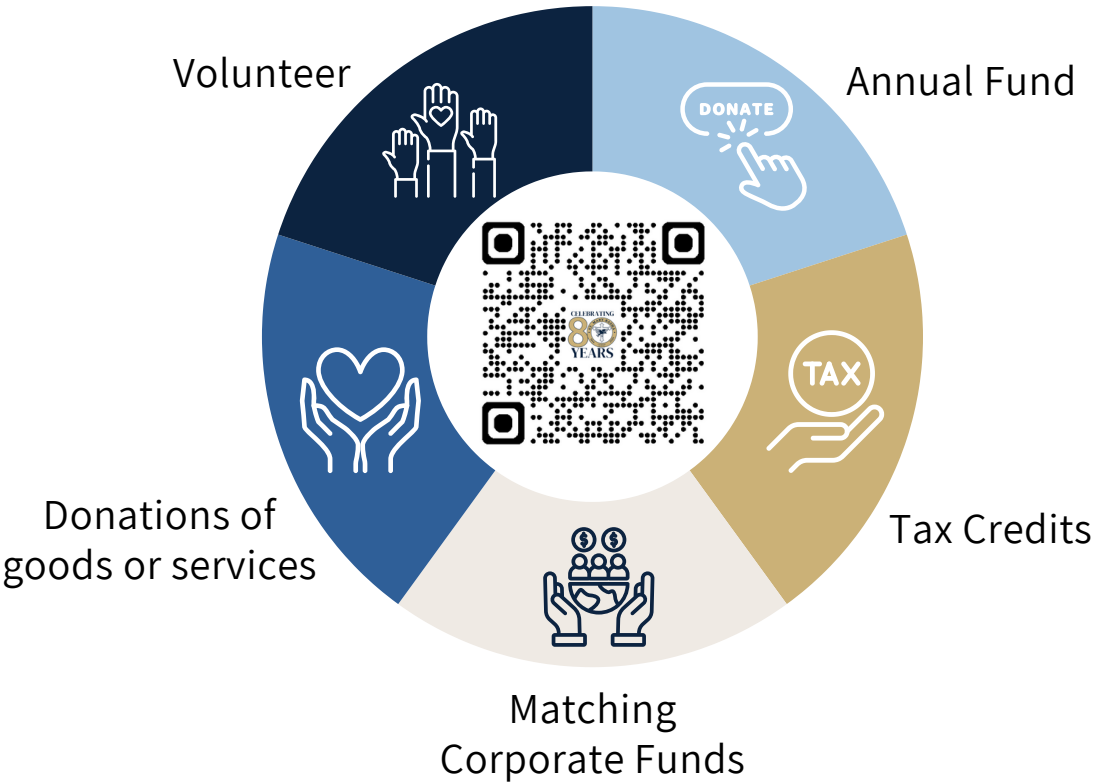 Volunteer
Annual Fund
DONATE
CELEBRATING
80
YEARS
TAX
Donations of
goods or services
Tax Credits
$ $
Matching
Corporate Funds